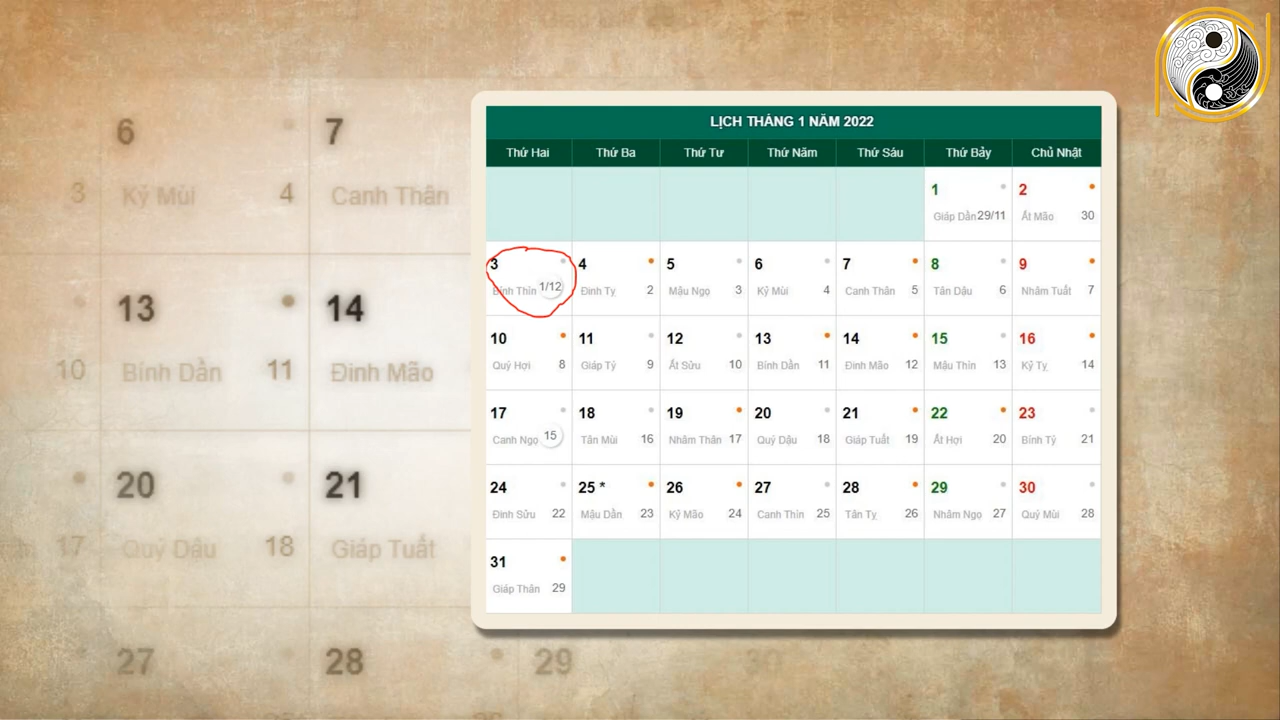 LỊCH THÁNG 1 NĂM 2022
Thứ Hai Thứ Ba Thứ Tư Thứ Năm Thứ Sáu Thứ Bảy Chủ Nhật
1 2
Giáp Dần 29/11 Ất Mão 30
3 4 5 6 7 8 9
Bính Thìn 1/12 Đinh Tỵ 2 Mậu Ngọ 3 Kỷ Mùi 4 Canh Thân 5 Tân Dậu 6 Nhâm Tuất 7
10 11 12 13 14 15 16
Quý Hợi 8 Giáp Tý 9 Ất Sửu 10 Bính Dần 11 Đinh Mão 12 Mậu Thìn 13 Kỷ Tỵ 14
17 18 19 20 21 22 23
Canh Ngọ 15 Tân Mùi 16 Nhâm Thân 17 Quý Dậu 18 Giáp Tuất 19 Ất Hợi 20 Bính Tý 21
24 25 * 26 27 28 29 30
Đinh Sửu 22 Mậu Dần 23 Kỷ Mão 24 Canh Thìn 25 Tân Tỵ 26 Nhâm Ngọ 27 Quý Mùi 28
31
Giáp Thân 29
6 7
3 Kỷ Mùi 4 Canh Thân
13 14
10 Bính Dần 11 Đinh Mão
20 21
17 Quý Dậu 18 Giáp Tuất
27 28 29